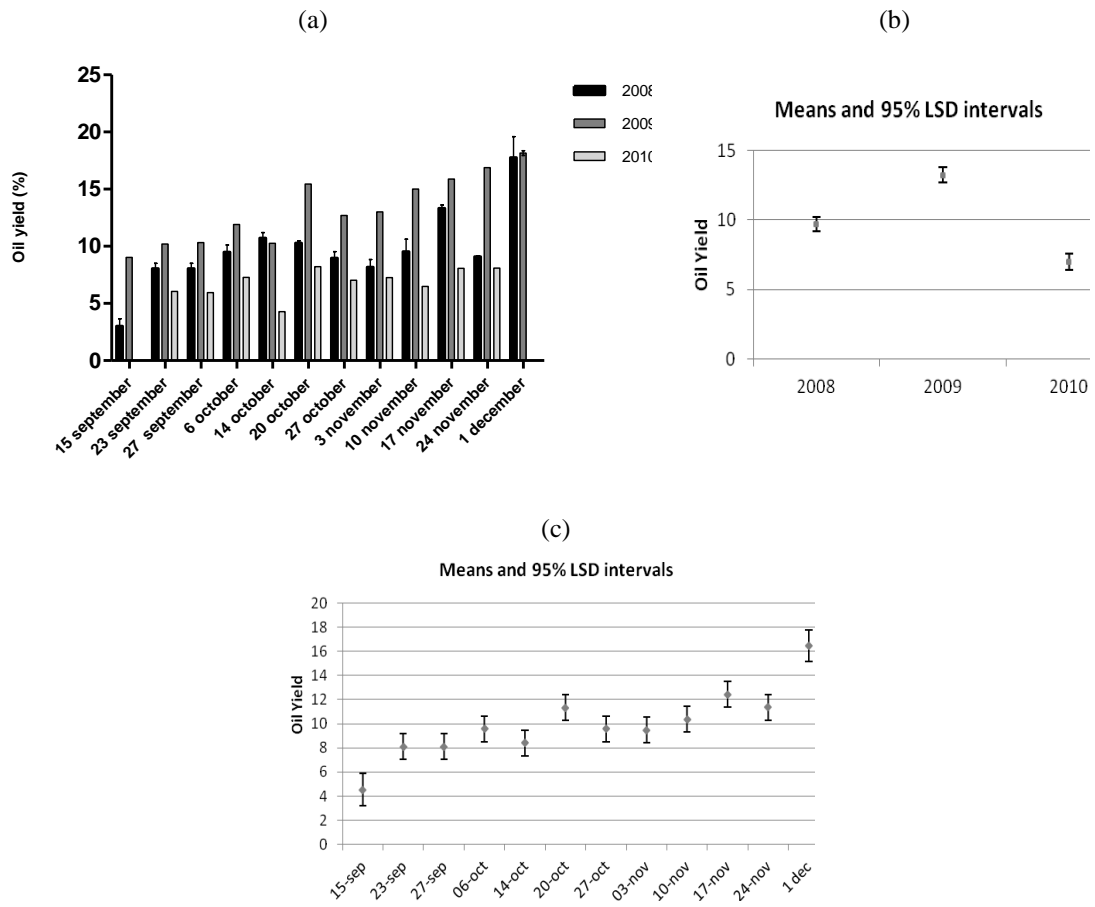 (a)
25
20
15
10
5
0
Oil yield (%)
2008
2009
2010
15 september
23 september
27 september
6 october
14 october
20 october
27 october
3 november
10 november
17 november
24 november
1 december
(b)
Means and 95% LSD intervals
15
10
5
0
Oil Yield
2008
2009
2010
(c)
Means and 95% LSD intervals
20
18
16
14
12
10
8
6
4
2
0
Oil Yield
15-sep
23-sep
27-sep
06-oct
14-oct
20-oct
27-oct
03-nov
10-nov
17-nov
24-nov
1 dec